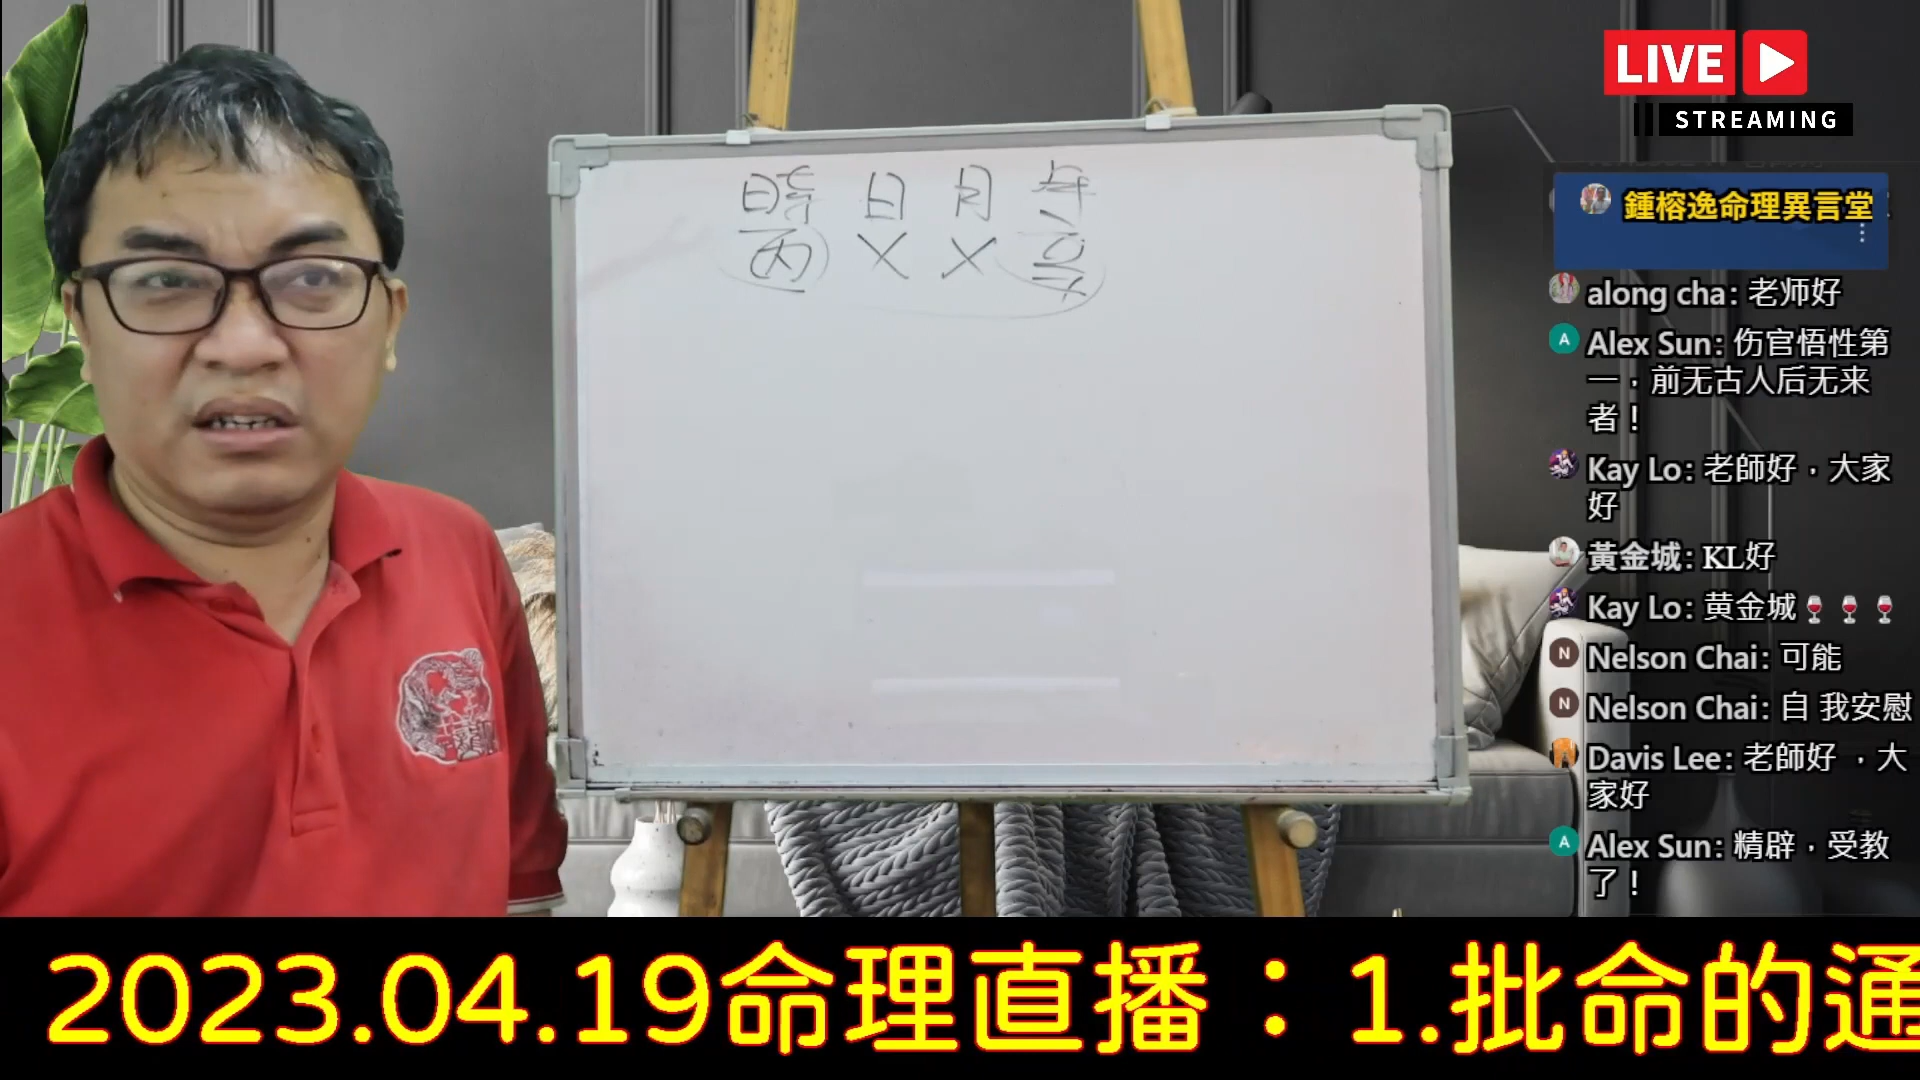 LIVE
STREAMING
時 日 月 年
丙 X X 辛
鍾榕逸命理異言堂
along cha: 老师好
Alex Sun: 伤官悟性第
一，前无古人后无来
者！
Kay Lo: 老師好，大家
好
黃金城: KL好
Kay Lo: 黄金城🍷🍷🍷
Nelson Chai: 可能
Nelson Chai: 自 我安慰
Davis Lee: 老師好 ，大
家好
Alex Sun: 精辟，受教
了！
2023.04.19命理直播：1.批命的通